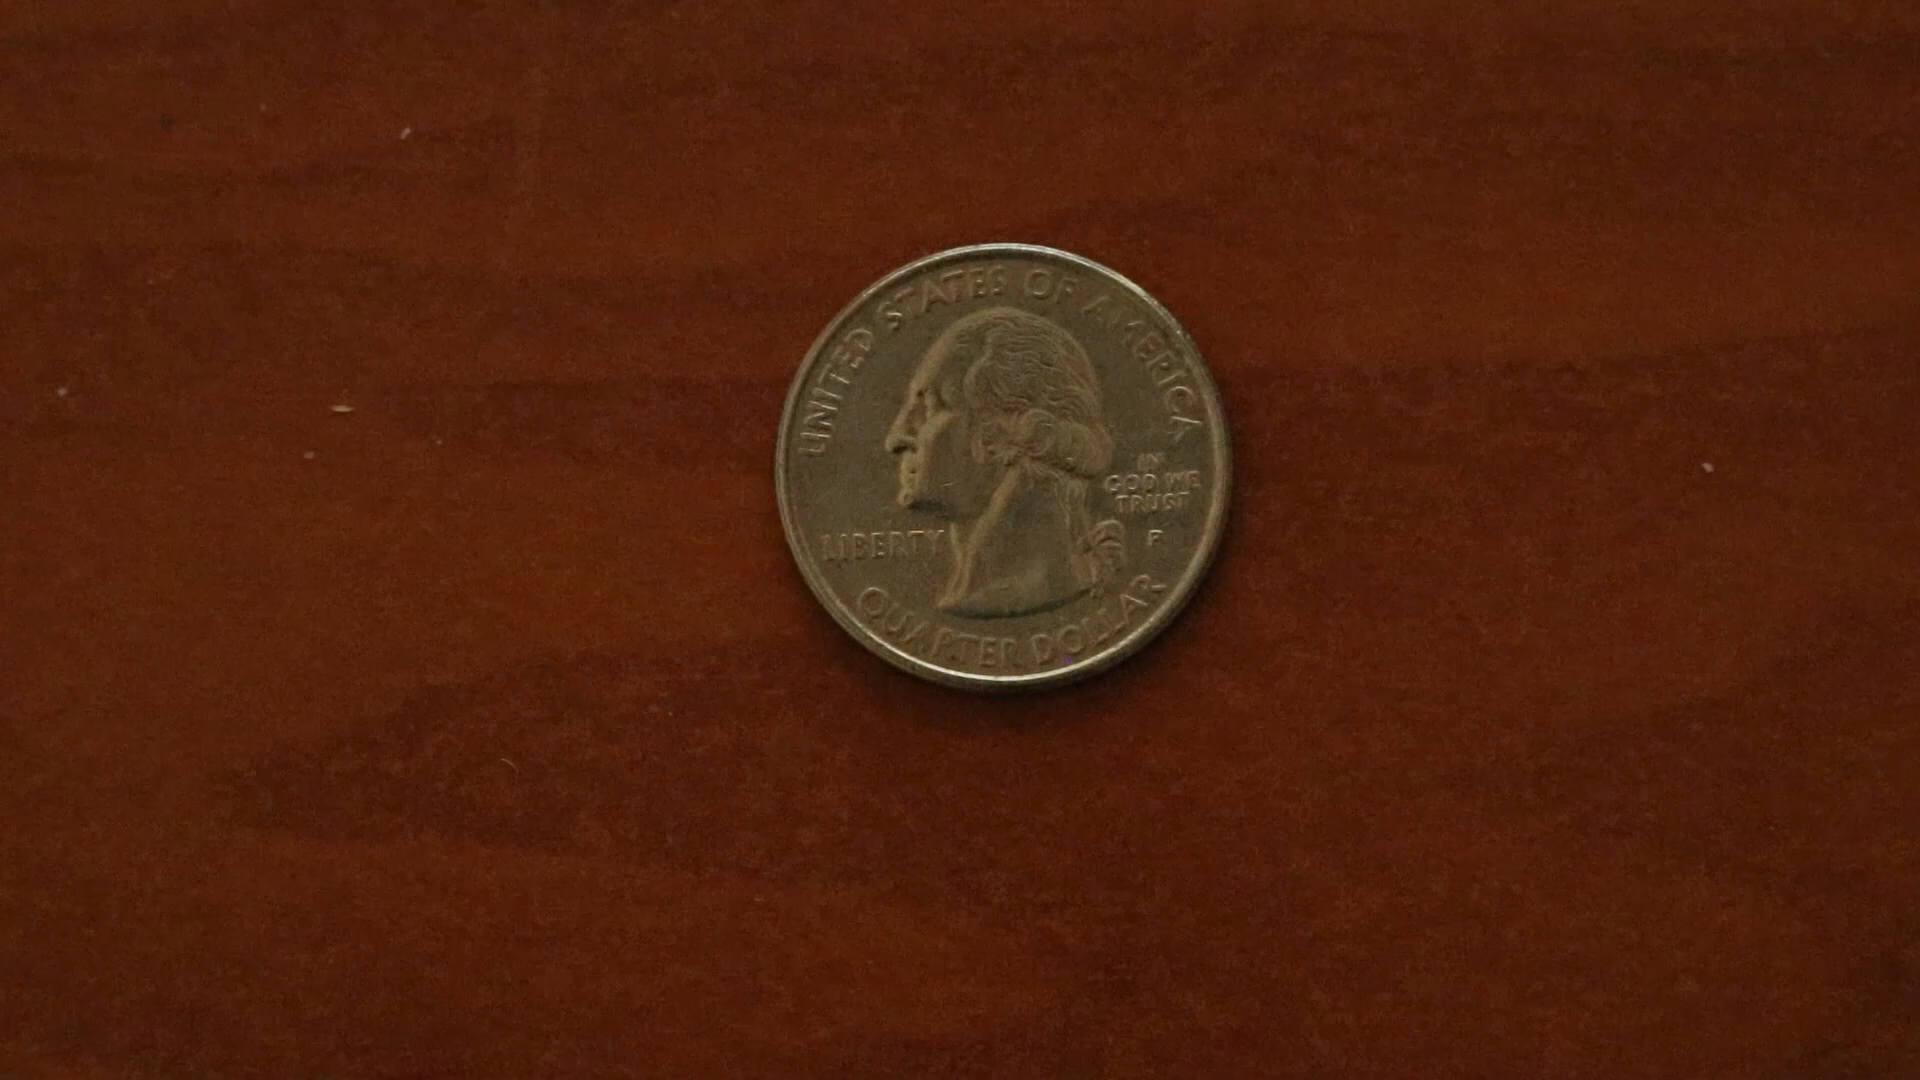 UNITED STATES OF AMERICA
IN
GOD WE
TRUST
LIBERTY
P
QUARTER DOLLAR